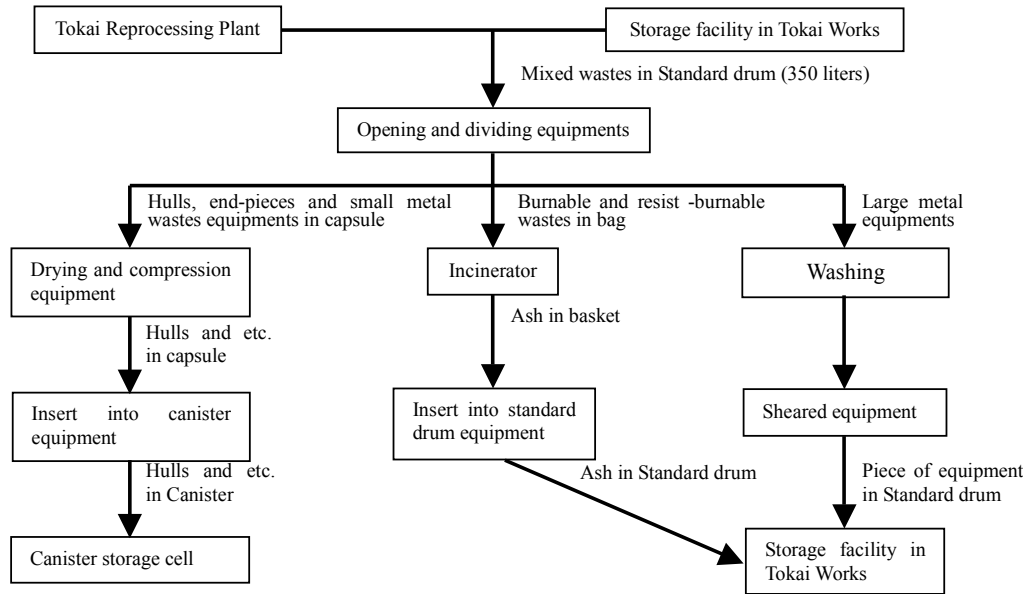 Tokai Reprocessing Plant
Storage facility in Tokai Works
Mixed wastes in Standard drum (350 liters)
Opening and dividing equipments
Hulls, end-pieces and small metal
wastes equipments in capsule
Burnable and resist -burnable
wastes in bag
Large metal
equipments
Drying and compression
equipment
Incinerator
Washing
Hulls and etc.
in capsule
Ash in basket
Insert into canister
equipment
Insert into standard
drum equipment
Sheared equipment
Hulls and etc.
in Canister
Ash in Standard drum
Piece of equipment
in Standard drum
Canister storage cell
Storage facility in
Tokai Works